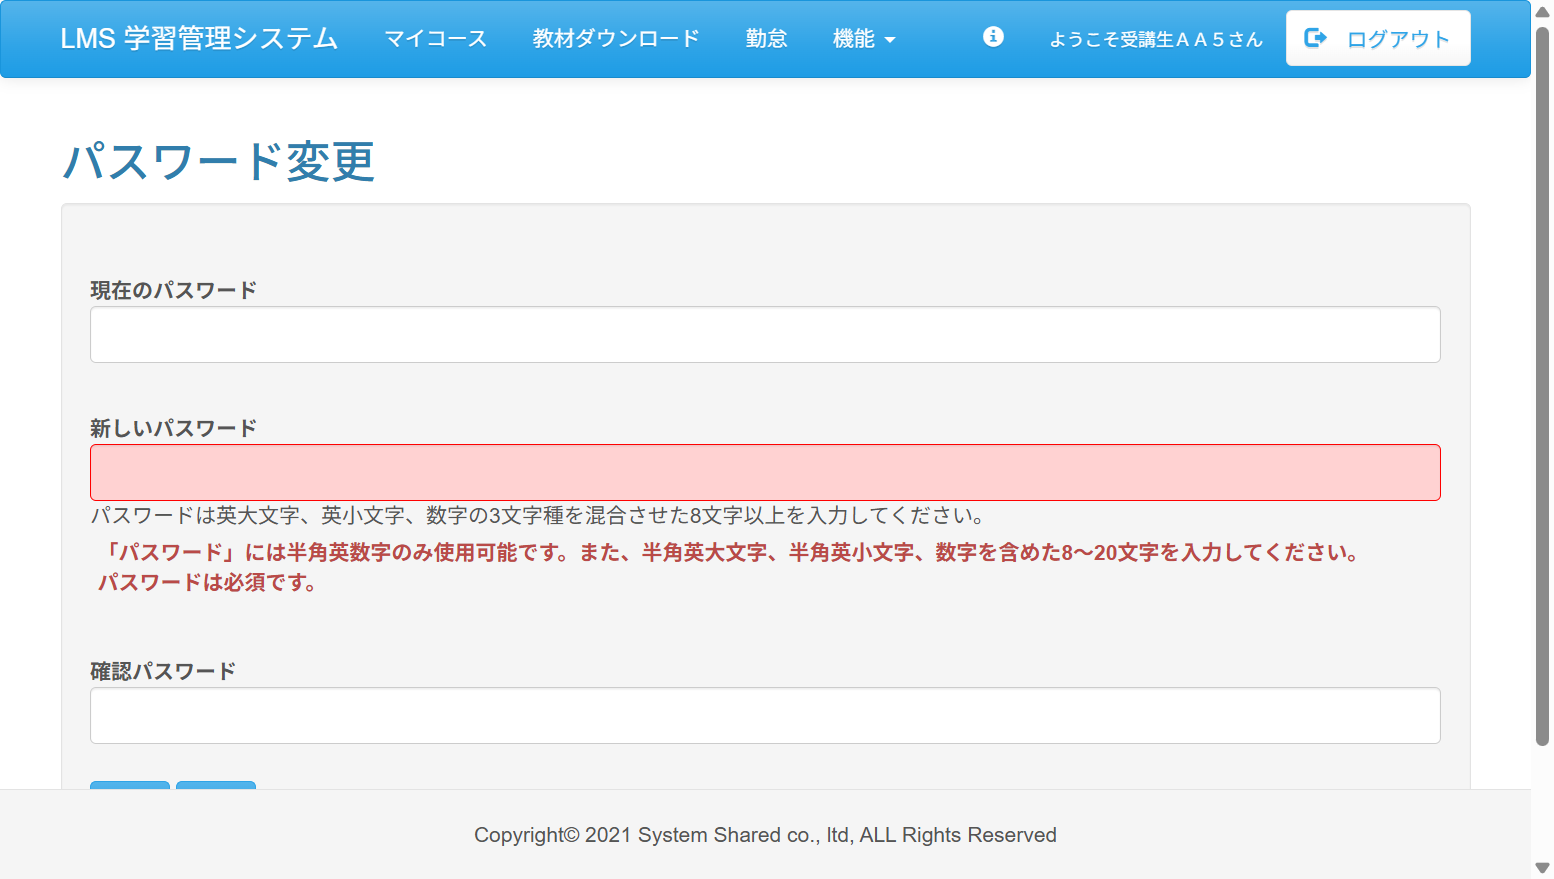 LMS 学習管理システム マイコース 教材ダウンロード 勤怠 機能 ようこそ受講生ＡＡ５さん ログアウト
パスワード変更
現在のパスワード
新しいパスワード
パスワードは英大文字、英小文字、数字の3文字種を混合させた8文字以上を入力してください。
「パスワード」には半角英数字のみ使用可能です。また、半角英大文字、半角英小文字、数字を含めた8～20文字を入力してください。
パスワードは必須です。
確認パスワード
Copyright© 2021 System Shared co., ltd, ALL Rights Reserved